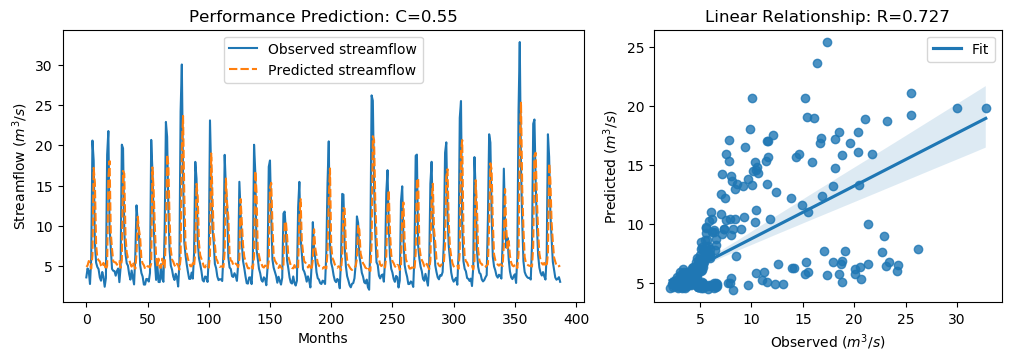 Performance Prediction: C=0.55
Observed streamflow
Predicted streamflow
Streamflow (m³/s)
30
25
20
15
10
5
0
50
100
150
200
250
300
350
400
Months
Linear Relationship: R=0.727
Fit
Predicted (m³/s)
25
20
15
10
5
5
10
15
20
25
30
Observed (m³/s)